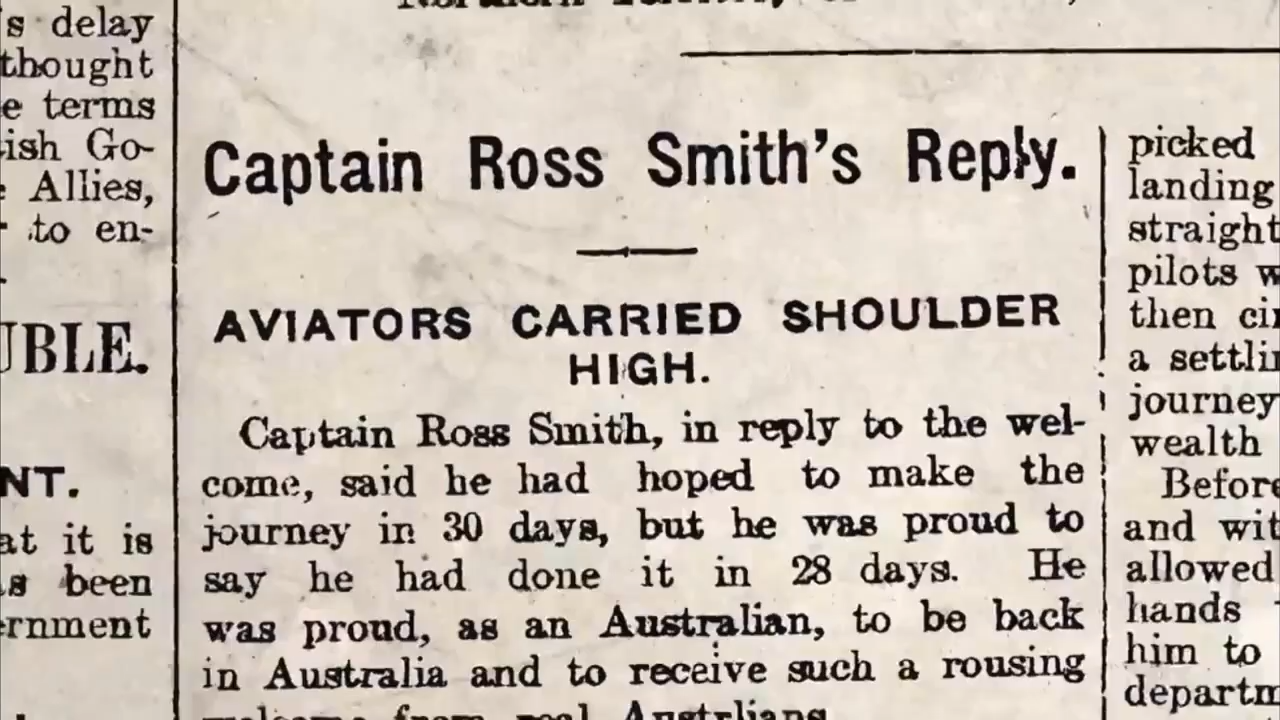 's delay
thought
e terms
ish Go-
Allies,
to en-
UBLE.
NT.
at it is
s been
ernment
Captain Ross Smith's Reply.
AVIATORS CARRIED SHOULDER
HIGH.
Captain Ross Smith, in reply to the wel-
come, said he had hoped to make the
journey in 30 days, but he was proud to
say he had done it in 28 days. He
was proud, as an Australian, to be back
in Australia and to receive such a rousing
picked
landing
straight
pilots w
then cir
a settlin
journey
wealth
Before
and wit
allowed
hands
him to
departm